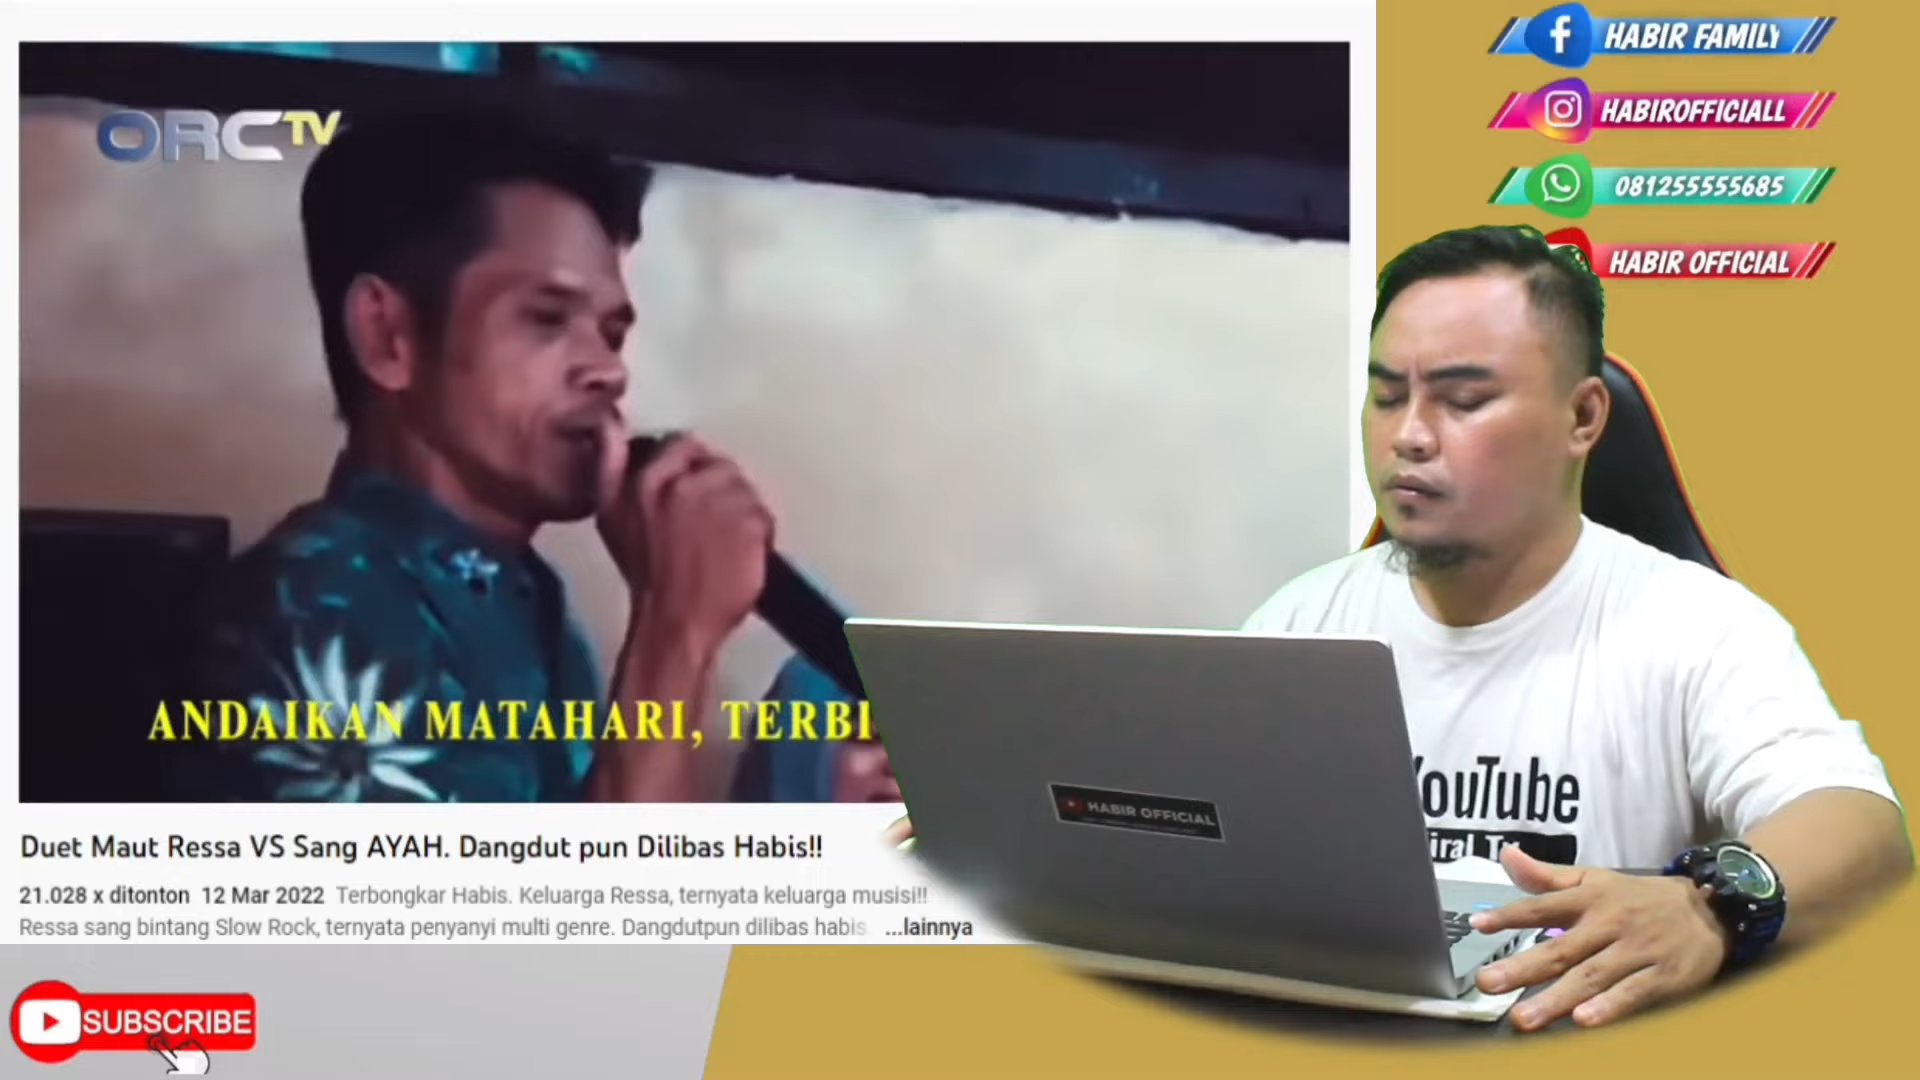 ORCTV
ANDAIKAN MATAHARI,
Duet Maut Ressa VS Sang AYAH. Dangdut pun Dilibas Habis!!
21.028 x ditonton 12 Mar 2022 Terbongkar Habis. Keluarga Ressa, ternyata keluarga musisi!!
Ressa sang bintang Slow Rock, ternyata penyanyi multi genre. Dangdutpun dilibas habis. ...lainnya
SUBSCRIBE
HABIR FAMILY
HABIROFFICIALL
081255555685
HABIR OFFICIAL
HABIR OFFICIAL
YouTube